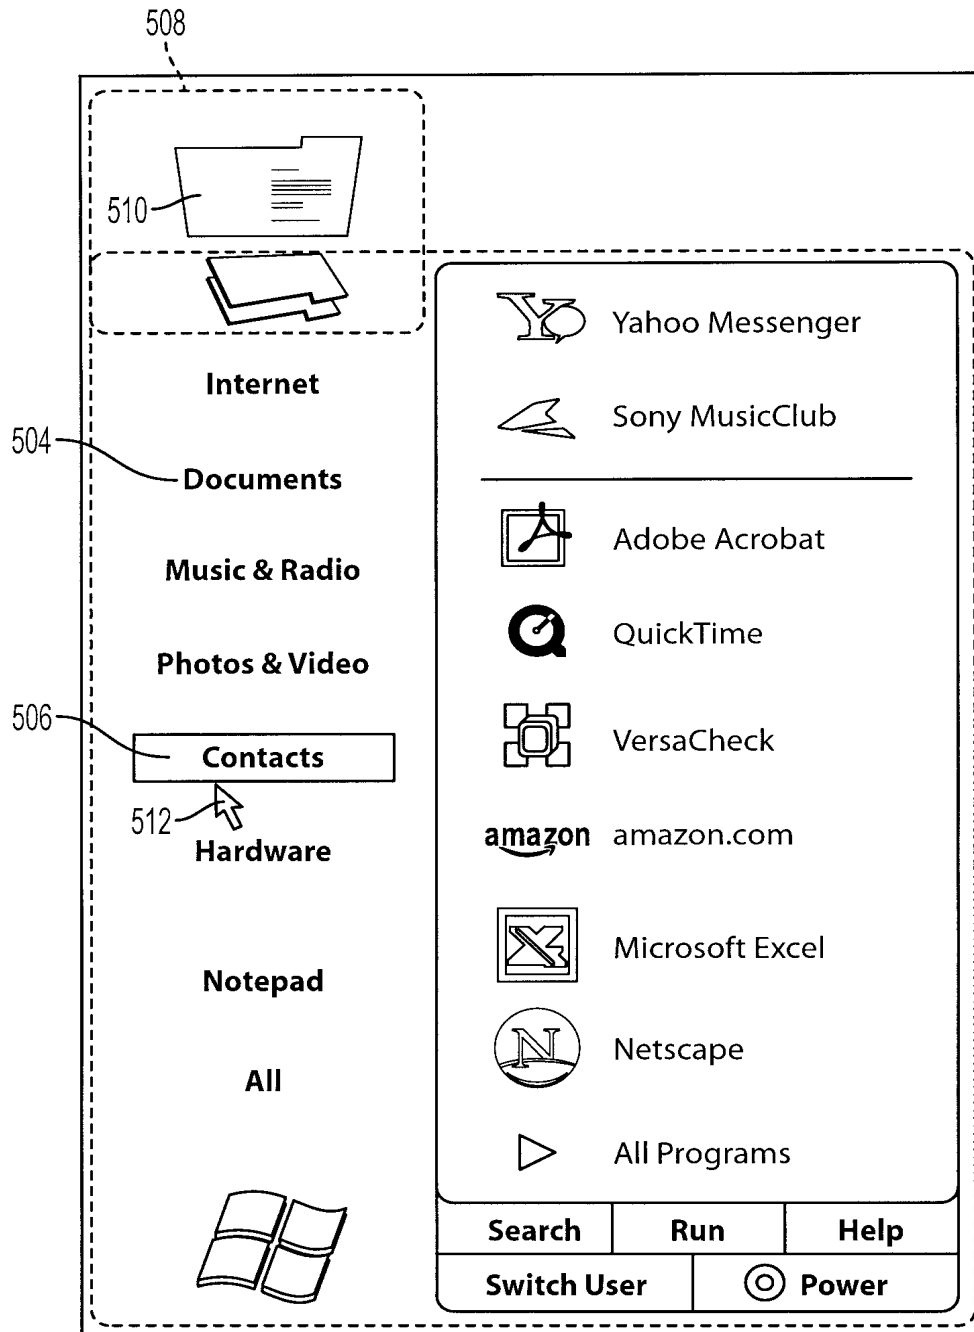 508
510
Yahoo Messenger
Internet
Sony MusicClub
504
Documents
Adobe Acrobat
Music & Radio
QuickTime
Photos & Video
506
Contacts
VersaCheck
512
Hardware
amazon amazon.com
Microsoft Excel
Notepad
N Netscape
All
All Programs
Search Run Help
Switch User Power